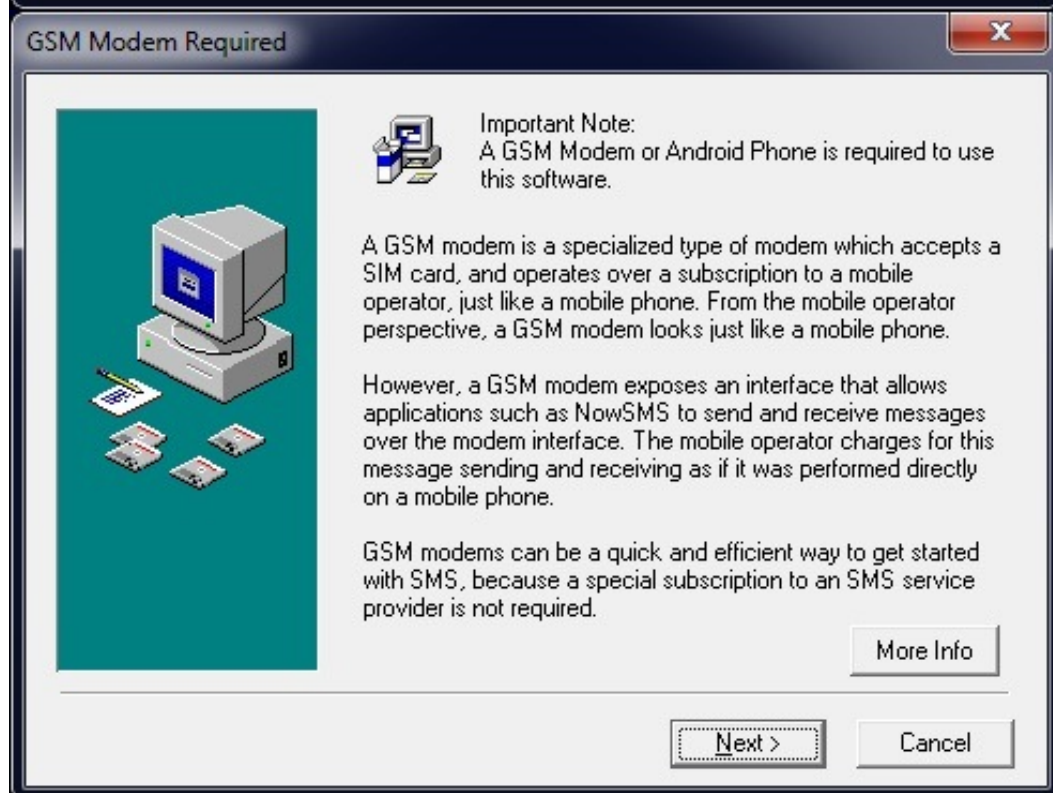 GSM Modem Required
Important Note:
A GSM Modem or Android Phone is required to use
this software.
A GSM modem is a specialized type of modem which accepts a
SIM card, and operates over a subscription to a mobile
operator, just like a mobile phone. From the mobile operator
perspective, a GSM modem looks just like a mobile phone.
However, a GSM modem exposes an interface that allows
applications such as NowSMS to send and receive messages
over the modem interface. The mobile operator charges for this
message sending and receiving as if it was performed directly
on a mobile phone.
GSM modems can be a quick and efficient way to get started
with SMS, because a special subscription to an SMS service
provider is not required.
More Info
Next >
Cancel